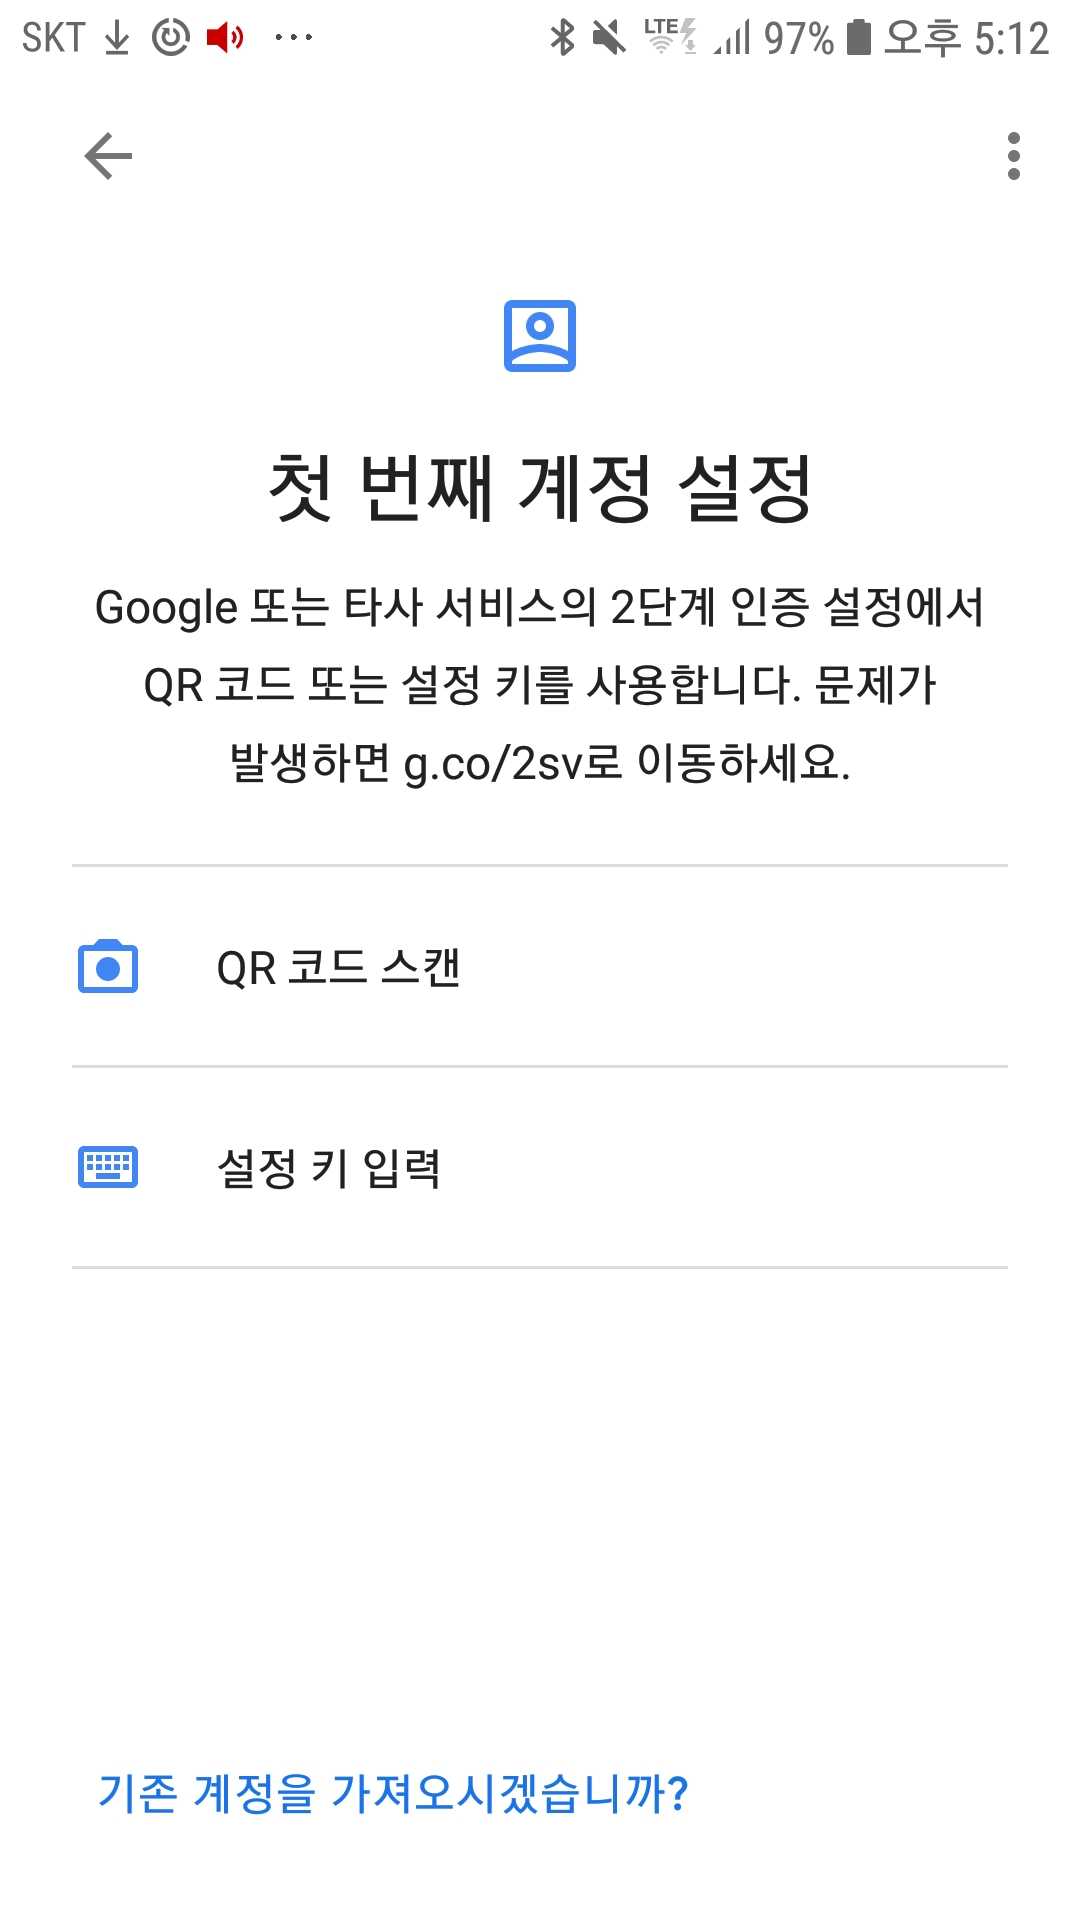 SKT LTE 97% 오후 5:12
첫 번째 계정 설정
Google 또는 타사 서비스의 2단계 인증 설정에서
QR 코드 또는 설정 키를 사용합니다. 문제가
발생하면 g.co/2sv로 이동하세요.
QR 코드 스캔
설정 키 입력
기존 계정을 가져오시겠습니까?